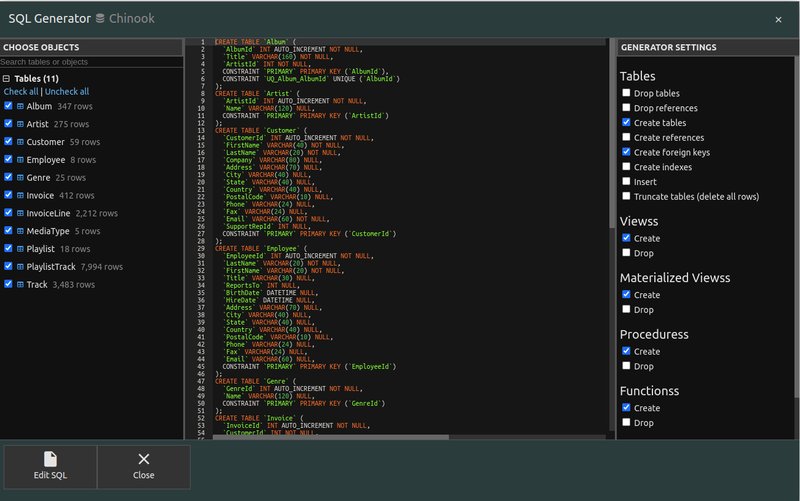 SQL Generator Chinook
CHOOSE OBJECTS
Search tables or objects
Tables (11)
Check all | Uncheck all
Album 347 rows
Artist 275 rows
Customer 59 rows
Employee 8 rows
Genre 25 rows
Invoice 412 rows
InvoiceLine 2,212 rows
MediaType 5 rows
Playlist 18 rows
PlaylistTrack 7,994 rows
Track 3,483 rows
1 CREATE TABLE `Album` (
2 `AlbumId` INT AUTO_INCREMENT NOT NULL,
3 `Title` VARCHAR(160) NOT NULL,
4 `ArtistId` INT NOT NULL,
5 CONSTRAINT `PRIMARY` PRIMARY KEY (`AlbumId`),
6 CONSTRAINT `UQ_Album_AlbumId` UNIQUE (`AlbumId`)
7 );
8 CREATE TABLE `Artist` (
9 `ArtistId` INT AUTO_INCREMENT NOT NULL,
10 `Name` VARCHAR(120) NULL,
11 CONSTRAINT `PRIMARY` PRIMARY KEY (`ArtistId`)
12 );
13 CREATE TABLE `Customer` (
14 `CustomerId` INT AUTO_INCREMENT NOT NULL,
15 `FirstName` VARCHAR(40) NOT NULL,
16 `LastName` VARCHAR(20) NOT NULL,
17 `Company` VARCHAR(80) NULL,
18 `Address` VARCHAR(70) NULL,
19 `City` VARCHAR(40) NULL,
20 `State` VARCHAR(40) NULL,
21 `Country` VARCHAR(40) NULL,
22 `PostalCode` VARCHAR(10) NULL,
23 `Phone` VARCHAR(24) NULL,
24 `Fax` VARCHAR(24) NULL,
25 `Email` VARCHAR(60) NOT NULL,
26 `SupportRepId` INT NULL,
27 CONSTRAINT `PRIMARY` PRIMARY KEY (`CustomerId`)
28 );
29 CREATE TABLE `Employee` (
30 `EmployeeId` INT AUTO_INCREMENT NOT NULL,
31 `LastName` VARCHAR(20) NOT NULL,
32 `FirstName` VARCHAR(20) NOT NULL,
33 `Title` VARCHAR(30) NULL,
34 `ReportsTo` INT NULL,
35 `BirthDate` DATETIME NULL,
36 `HireDate` DATETIME NULL,
37 `Address` VARCHAR(70) NULL,
38 `City` VARCHAR(40) NULL,
39 `State` VARCHAR(40) NULL,
40 `Country` VARCHAR(40) NULL,
41 `PostalCode` VARCHAR(10) NULL,
42 `Phone` VARCHAR(24) NULL,
43 `Fax` VARCHAR(24) NULL,
44 `Email` VARCHAR(60) NULL,
45 CONSTRAINT `PRIMARY` PRIMARY KEY (`EmployeeId`)
46 );
47 CREATE TABLE `Genre` (
48 `GenreId` INT AUTO_INCREMENT NOT NULL,
49 `Name` VARCHAR(120) NULL,
50 CONSTRAINT `PRIMARY` PRIMARY KEY (`GenreId`)
51 );
52 CREATE TABLE `Invoice` (
53 `InvoiceId` INT AUTO_INCREMENT NOT NULL,
54 `CustomerId` INT NOT NULL,
GENERATOR SETTINGS
Tables
Drop tables
Drop references
Create tables
Create references
Create foreign keys
Create indexes
Insert
Truncate tables (delete all rows)
Viewss
Create
Drop
Materialized Viewss
Create
Drop
Proceduress
Create
Drop
Functionss
Create
Drop
Edit SQL
Close